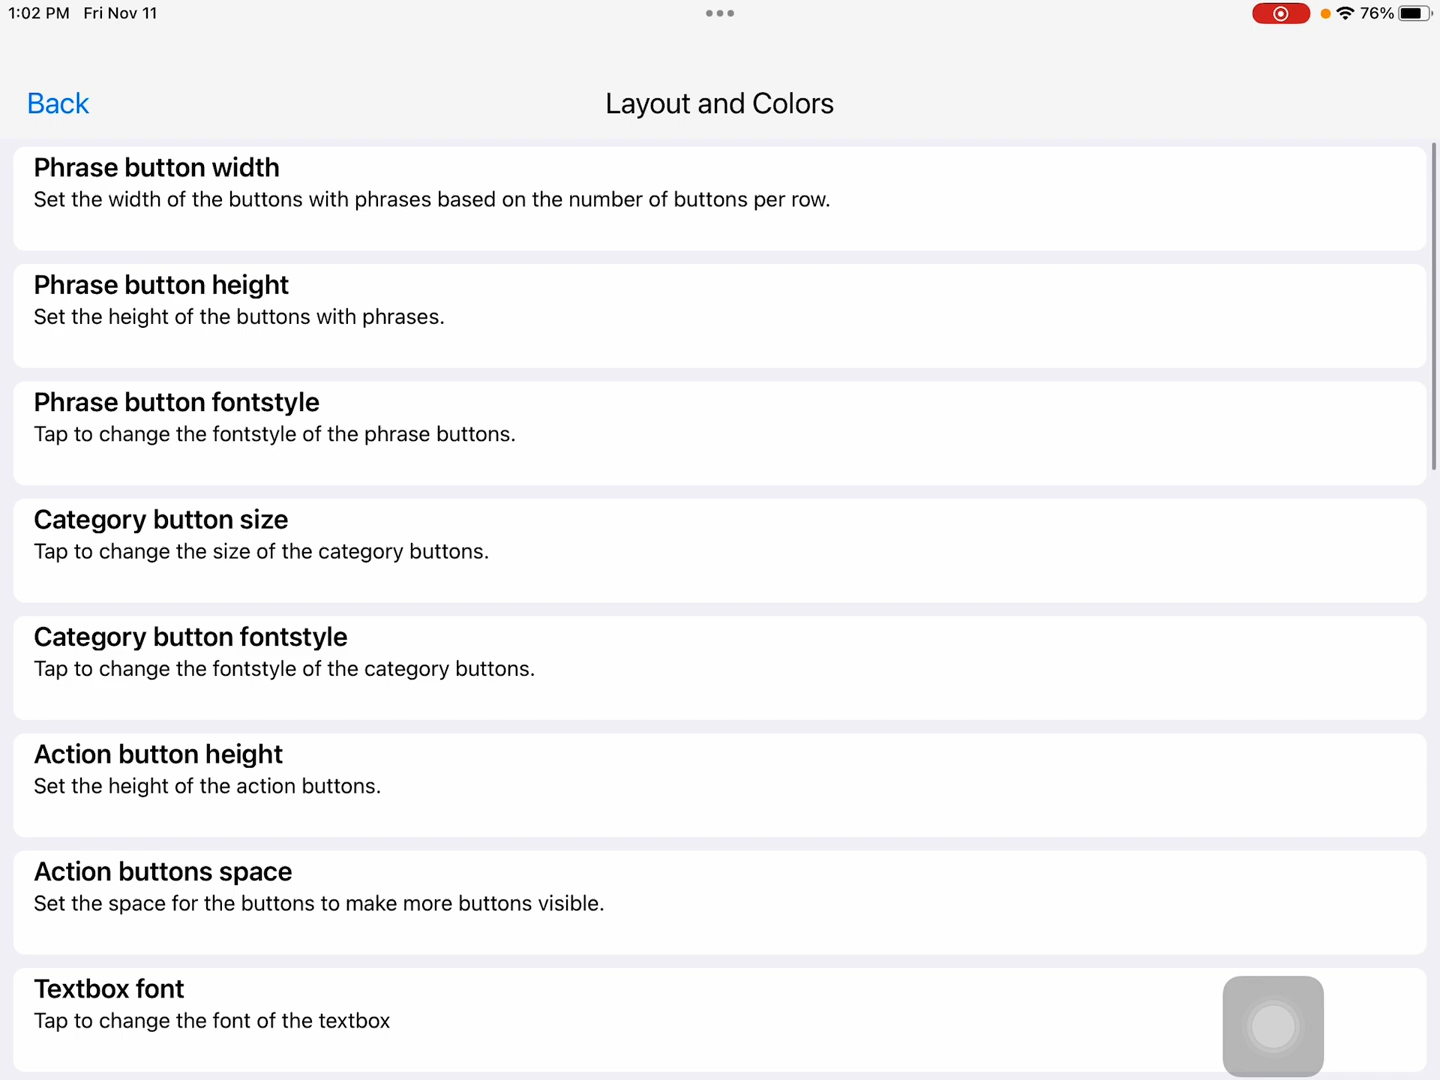 1:02 PM Fri Nov 11
76%
Back
Layout and Colors
Phrase button width
Set the width of the buttons with phrases based on the number of buttons per row.
Phrase button height
Set the height of the buttons with phrases.
Phrase button fontstyle
Tap to change the fontstyle of the phrase buttons.
Category button size
Tap to change the size of the category buttons.
Category button fontstyle
Tap to change the fontstyle of the category buttons.
Action button height
Set the height of the action buttons.
Action buttons space
Set the space for the buttons to make more buttons visible.
Textbox font
Tap to change the font of the textbox